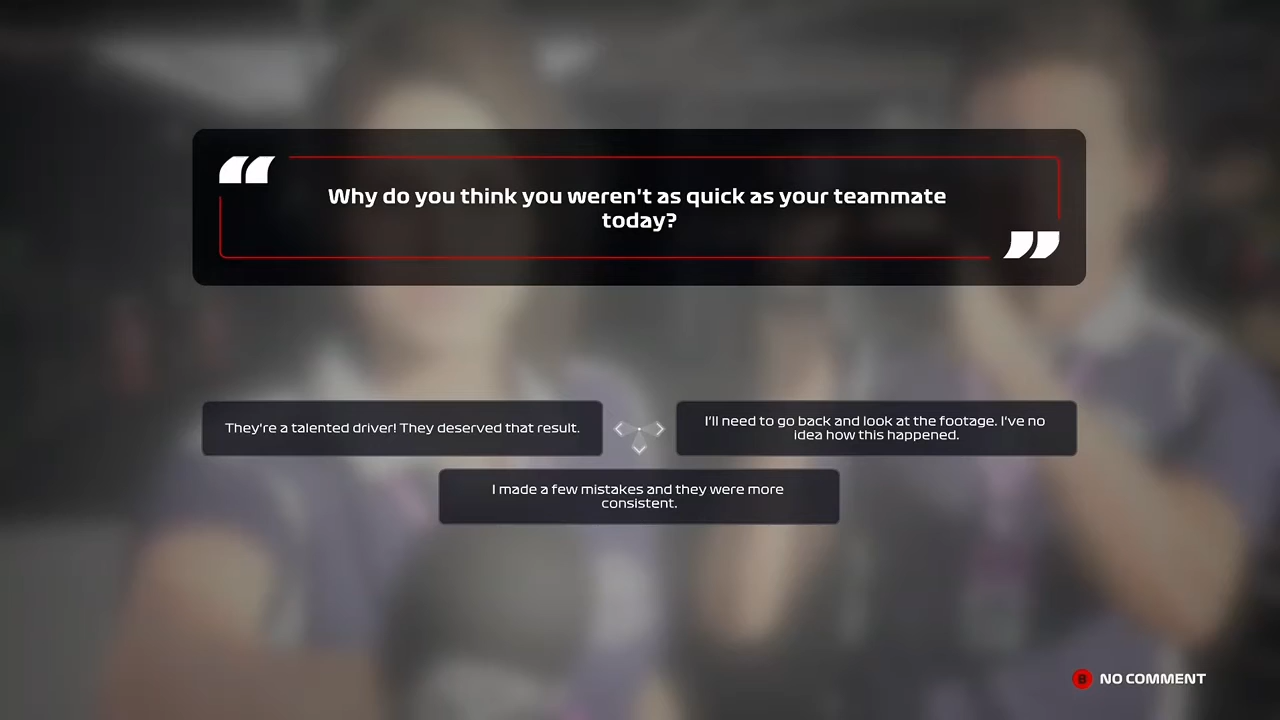 Why do you think you weren't as quick as your teammate
today?
They're a talented driver! They deserved that result.
I'll need to go back and look at the footage. I've no
idea how this happened.
I made a few mistakes and they were more
consistent.
B NO COMMENT